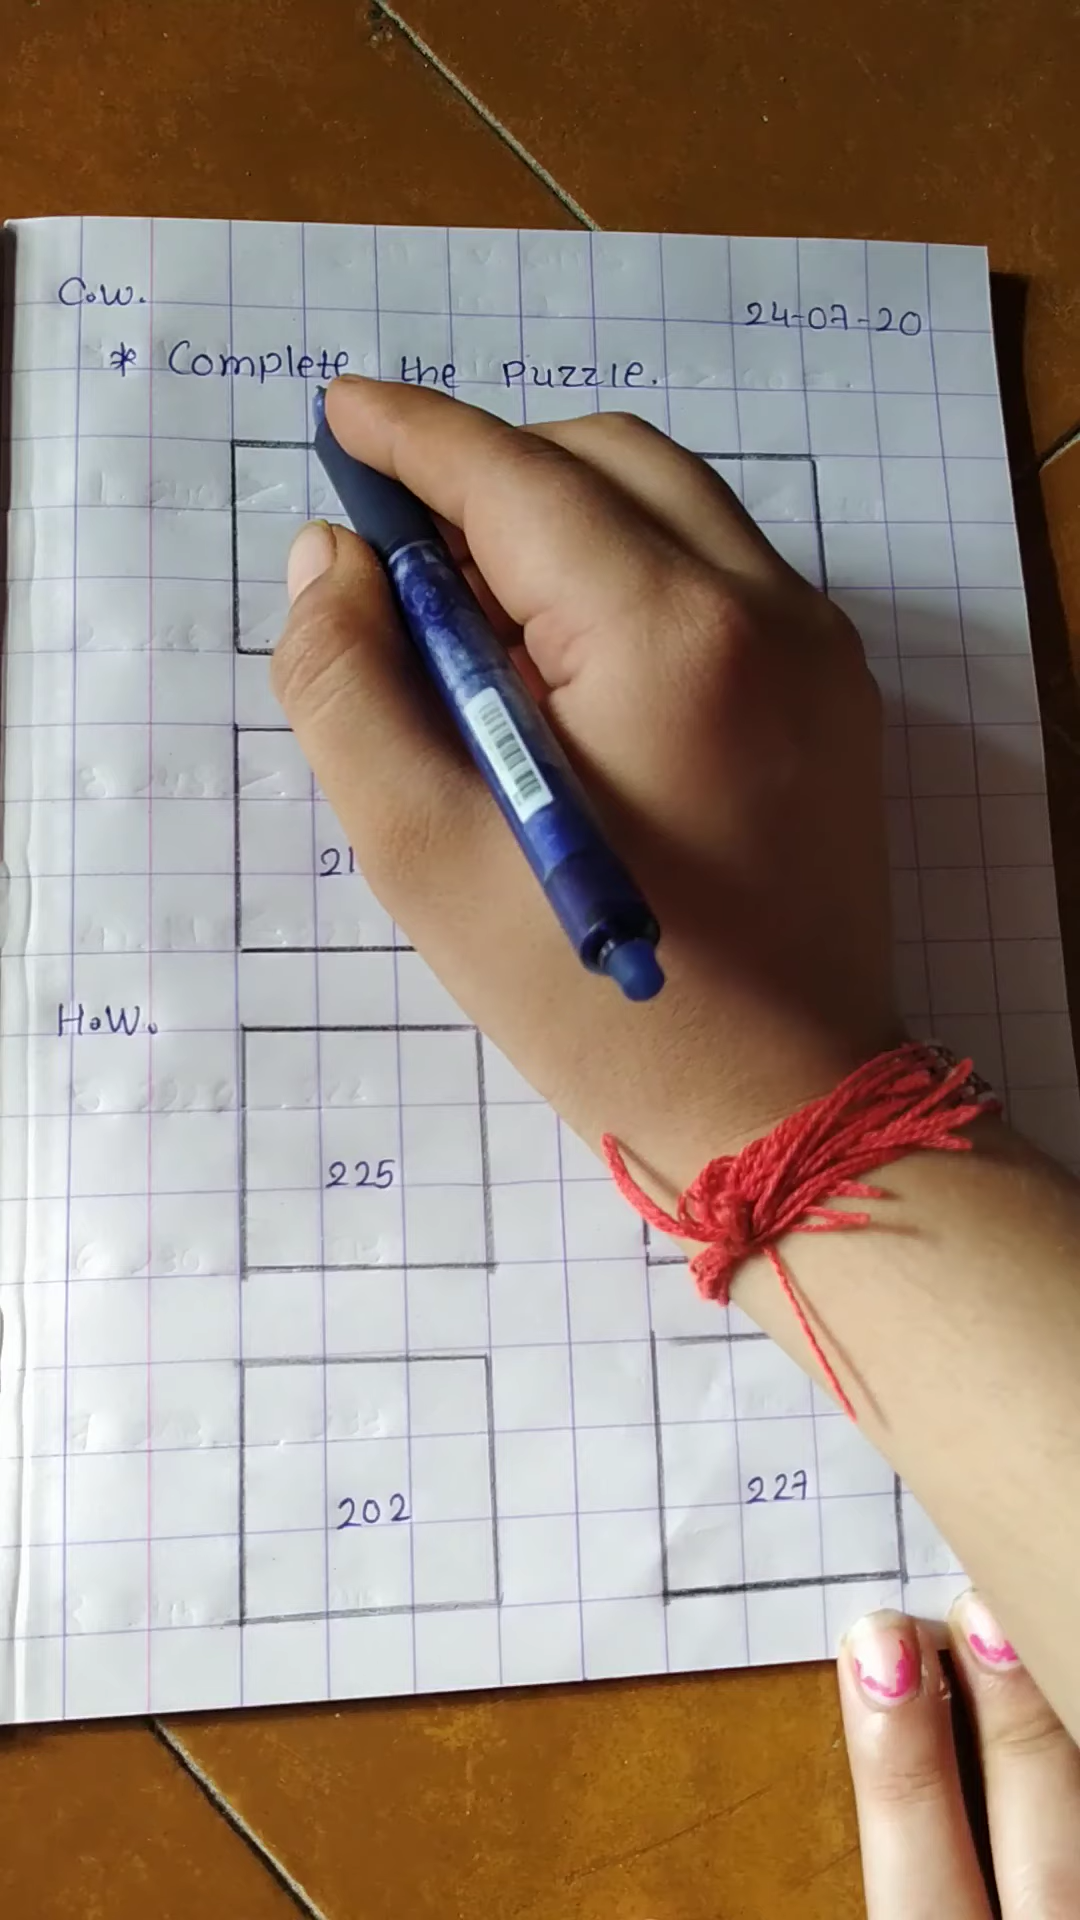 C.W.
24-07-20
* Complete the puzzle.
H.W.
225
202
227